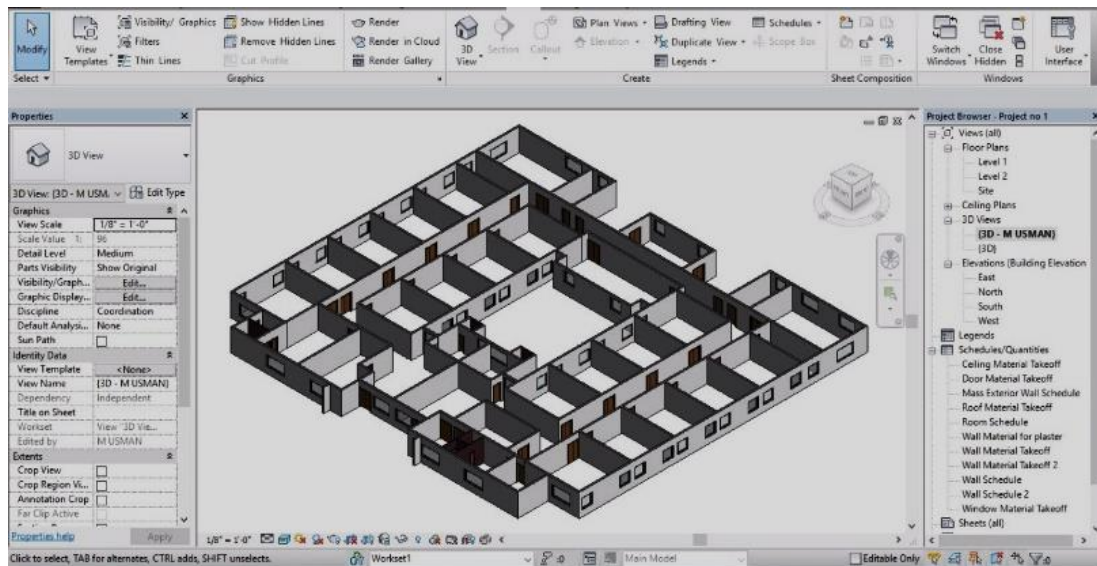 Modify
View Templates
Visibility/ Graphics
Filters
Thin Lines
Show Hidden Lines
Remove Hidden Lines
Cut Profile
Render
Render in Cloud
Render Gallery
3D View
Section
Callout
Plan Views
Elevation
Drafting View
Duplicate View
Legends
Schedules
Scope Box
Switch Windows
Close Hidden
User Interface
Select
Graphics
Create
Sheet Composition
Windows
Properties
3D View
3D View: {3D - M USM.
Edit Type
Graphics
View Scale 1/8" = 1'-0"
Scale Value 1: 96
Detail Level Medium
Parts Visibility Show Original
Visibility/Graph... Edit...
Graphic Display... Edit...
Discipline Coordination
Default Analysi... None
Sun Path
Identity Data
View Template <None>
View Name {3D - M USMAN}
Dependency Independent
Title on Sheet
Workset View "3D Vie...
Edited by M USMAN
Extents
Crop View
Crop Region Vi...
Annotation Crop
Far Clip Active
Properties help
Apply
1/8" = 1'-0"
Project Browser - Project no 1
Views (all)
Floor Plans
Level 1
Level 2
Site
Ceiling Plans
3D Views
{3D - M USMAN}
{3D}
Elevations (Building Elevation
East
North
South
West
Legends
Schedules/Quantities
Ceiling Material Takeoff
Door Material Takeoff
Mass Exterior Wall Schedule
Roof Material Takeoff
Room Schedule
Wall Material for plaster
Wall Material Takeoff
Wall Material Takeoff 2
Wall Schedule
Wall Schedule 2
Window Material Takeoff
Sheets (all)
Click to select, TAB for alternates, CTRL adds, SHIFT unselects.
Workset1
:0
Main Model
Editable Only
:0